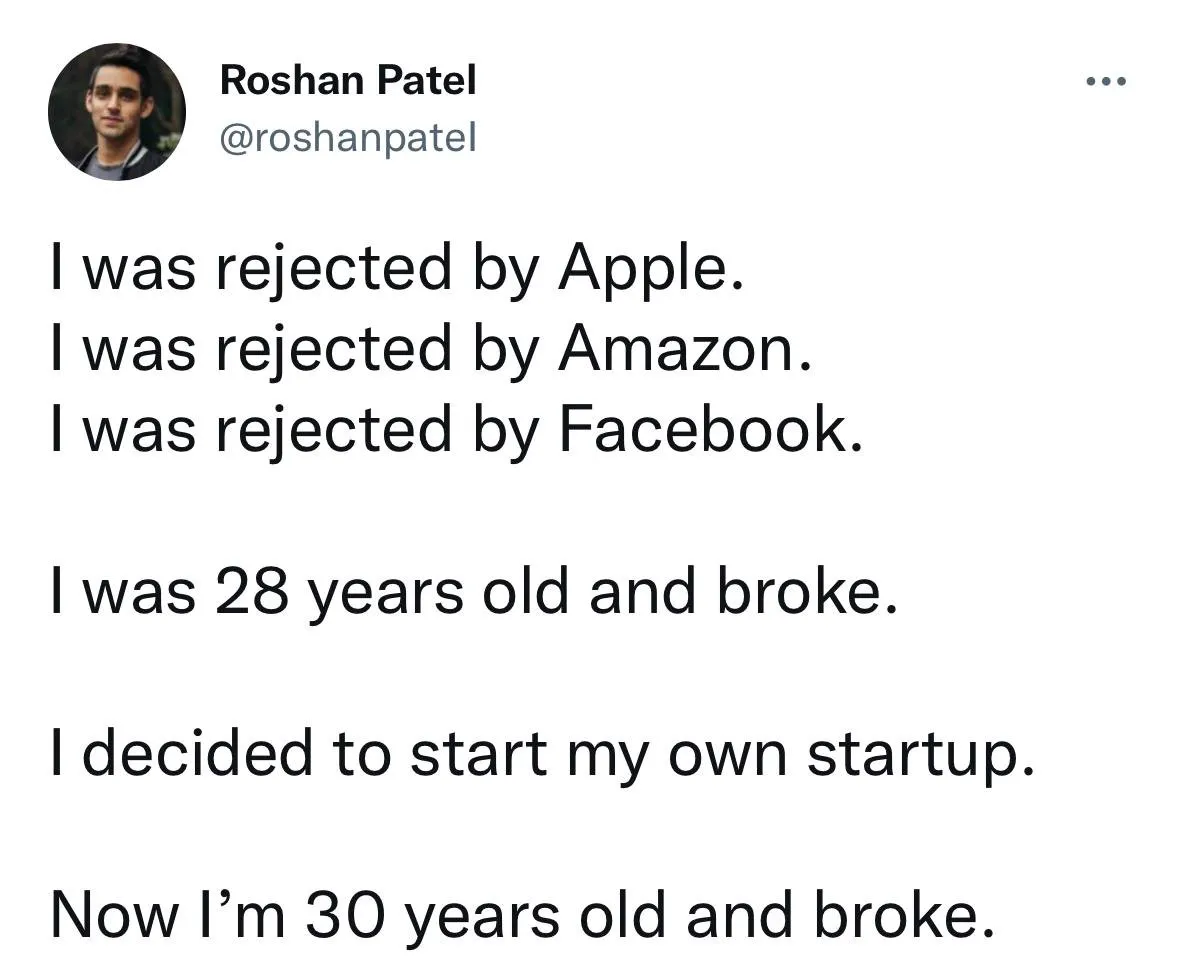 Roshan Patel
@roshanpatel
I was rejected by Apple.
I was rejected by Amazon.
I was rejected by Facebook.
I was 28 years old and broke.
I decided to start my own startup.
Now I’m 30 years old and broke.